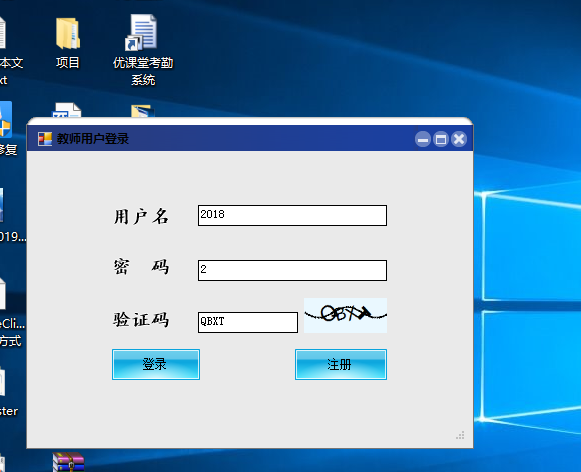 本文
xt
项目
优课堂考勤
系统
修复
教师用户登录
019...
用户名 2018
密 码 2
验证码 QBXT QBXT
Cli...
方式
登录 注册
ster